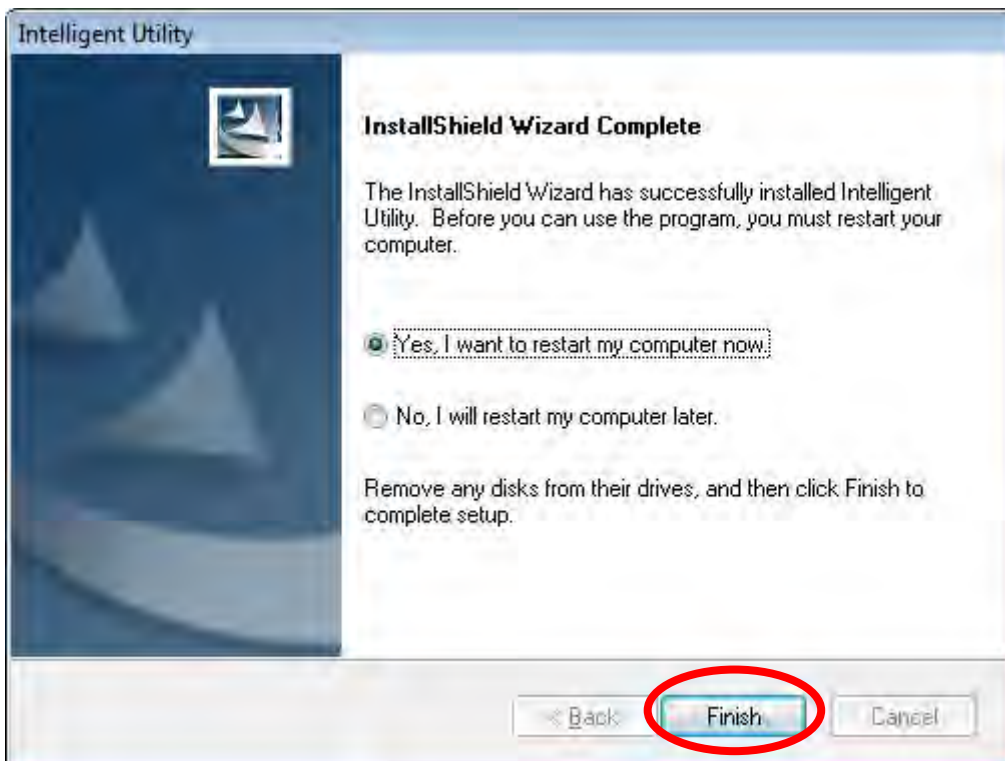 Intelligent Utility
InstallShield Wizard Complete
The InstallShield Wizard has successfully installed Intelligent
Utility. Before you can use the program, you must restart your
computer.
Yes, I want to restart my computer now.
No, I will restart my computer later.
Remove any disks from their drives, and then click Finish to
complete setup.
< Back Finish Cancel